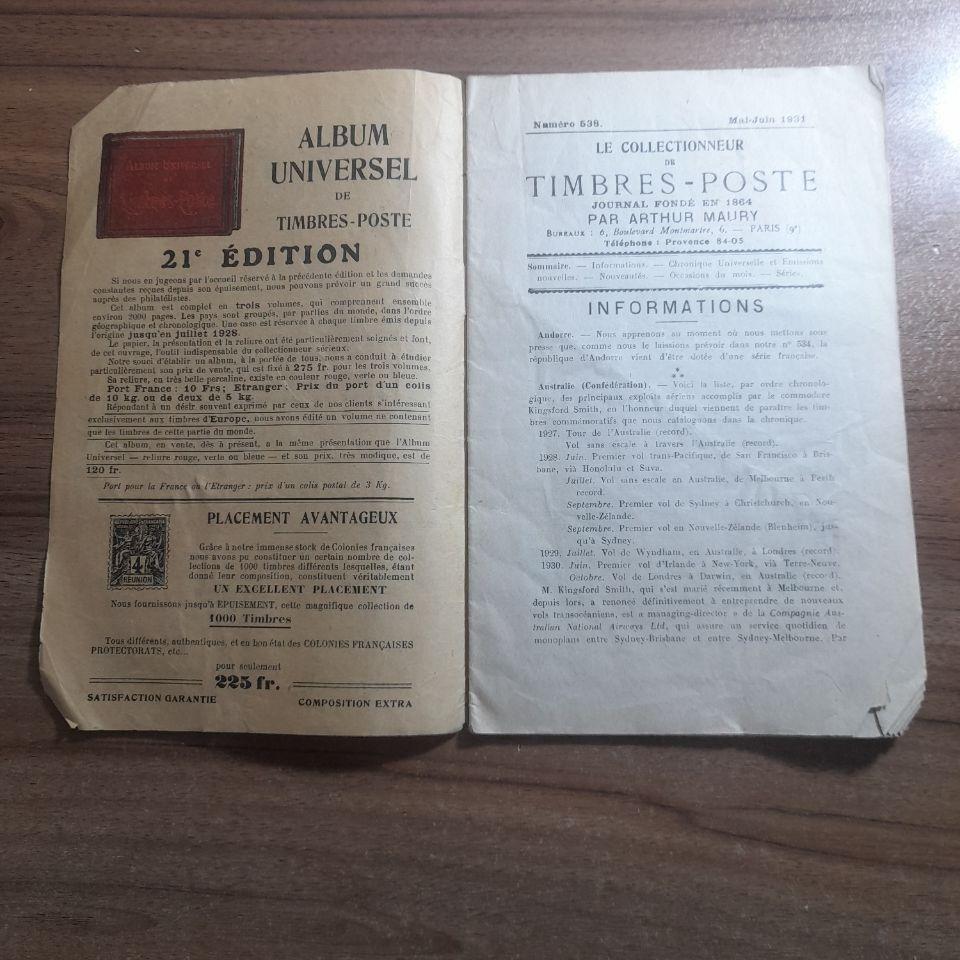 ALBUM UNIVERSEL
TIMBRES-POSTE
ALBUM
UNIVERSEL
DE
TIMBRES-POSTE
21e ÉDITION
Si nous en jugeons par l'accueil réservé à la précédente édition et les demandes
constantes reçues depuis son épuisement, nous pouvons prévoir un grand succès
auprès des philatélistes.
Cet album est complet en trois volumes, qui comprennent ensemble
environ 2000 pages. Les pays sont groupés, par parties du monde, dans l'ordre
géographique et chronologique. Une case est réservée à chaque timbre émis depuis
l'origine jusqu'en juillet 1928.
Le papier, la présentation et la reliure ont été particulièrement soignés et font,
de cet ouvrage, l'outil indispensable du collectionneur sérieux.
Notre souci d'établir un album, à la portée de tous, nous a conduit à étudier
particulièrement son prix de vente, qui est fixé à 275 fr. pour les trois volumes.
Sa reliure, en très belle percaline, existe en couleur rouge, verte ou bleue.
Port France : 10 Frs; Etranger : Prix du port d'un colis
de 10 kg. ou de deux de 5 kg.
Répondant à un désir souvent exprimé par ceux de nos clients s'intéressant
exclusivement aux timbres d'Europe, nous avons édité un volume ne contenant
que les timbres de cette partie du monde.
Cet album, en vente, dès à présent, a la même présentation que l'Album
Universel — reliure rouge, verte ou bleue — et son prix, très modique, est de
120 fr.
Port pour la France ou l'Etranger : prix d'un colis postal de 3 Kg.
PLACEMENT AVANTAGEUX
RÉPUBLIQUE FRANÇAISE
4
RÉUNION
Grâce à notre immense stock de Colonies françaises
nous avons pu constituer un certain nombre de col-
lections de 1000 timbres différents lesquelles, étant
donné leur composition, constituent véritablement
UN EXCELLENT PLACEMENT
Nous fournissons jusqu'à EPUISEMENT, cette magnifique collection de
1000 Timbres
Tous différents, authentiques, et en bon état des COLONIES FRANÇAISES
PROTECTORATS, etc...
pour seulement
225 fr.
SATISFACTION GARANTIE
COMPOSITION EXTRA
Numéro 538.
Mai-Juin 1931
LE COLLECTIONNEUR
DE
TIMBRES-POSTE
JOURNAL FONDÉ EN 1864
PAR ARTHUR MAURY
BUREAUX : 6, Boulevard Montmartre, 6. — PARIS (9e)
Téléphone : Provence 84-05
Sommaire. — Informations. — Chronique Universelle et Emissions
nouvelles. — Nouveautés. — Occasions du mois. — Séries.
INFORMATIONS
Andorre. — Nous apprenons au moment où nous mettons sous
presse que, comme nous le laissions prévoir dans notre n° 534, la
république d'Andorre vient d'être dotée d'une série française.
***
Australie (Confédération). — Voici la liste, par ordre chronolo-
gique, des principaux exploits aériens accomplis par le commodore
Kingsford Smith, en l'honneur duquel viennent de paraître les tim-
bres commémoratifs que nous cataloguons dans la chronique.
1927. Tour de l'Australie (record).
Vol sans escale à travers l'Australie (record).
1928. Juin. Premier vol trans-Pacifique, de San Francisco à Bris-
bane, viâ Honolulu et Suva.
Juillet. Vol sans escale en Australie, de Melbourne à Perth
record.
Septembre. Premier vol de Sydney à Christchurch, en Nou-
velle-Zélande.
Septembre. Premier vol en Nouvelle-Zélande (Blenheim), jus-
qu'à Sydney.
1929. Juillet. Vol de Wyndham, en Australie, à Londres (record).
1930. Juin. Premier vol d'Irlande à New-York, viâ Terre-Neuve.
Octobre. Vol de Londres à Darwin, en Australie (record).
M. Kingsford Smith, qui s'est marié récemment à Melbourne et,
depuis lors, a renoncé définitivement à entreprendre de nouveaux
vols transocéaniens, est « managing-director » de la Compagnie Aus-
tralian National Airways Ltd, qui assure un service quotidien de
monoplans entre Sydney-Brisbane et entre Sydney-Melbourne. Par